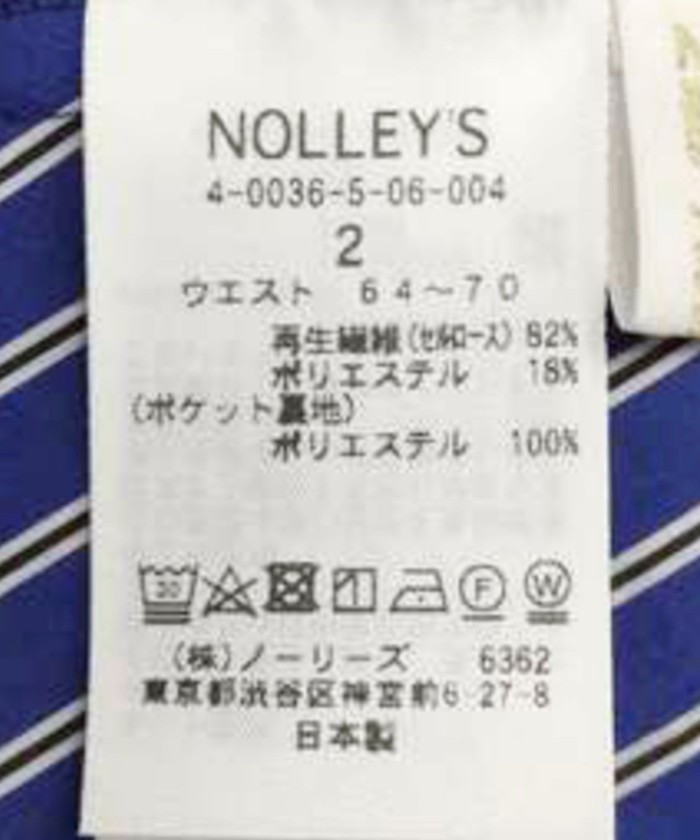 NOLLEY'S
4-0036-5-06-004
2
ウエスト 64~70
再生繊維(セルロース) 82%
ポリエステル 18%
(ポケット裏地)
ポリエステル 100%
30
F W
(株)ノーリーズ 6362
東京都渋谷区神宮前6-27-8
日本製